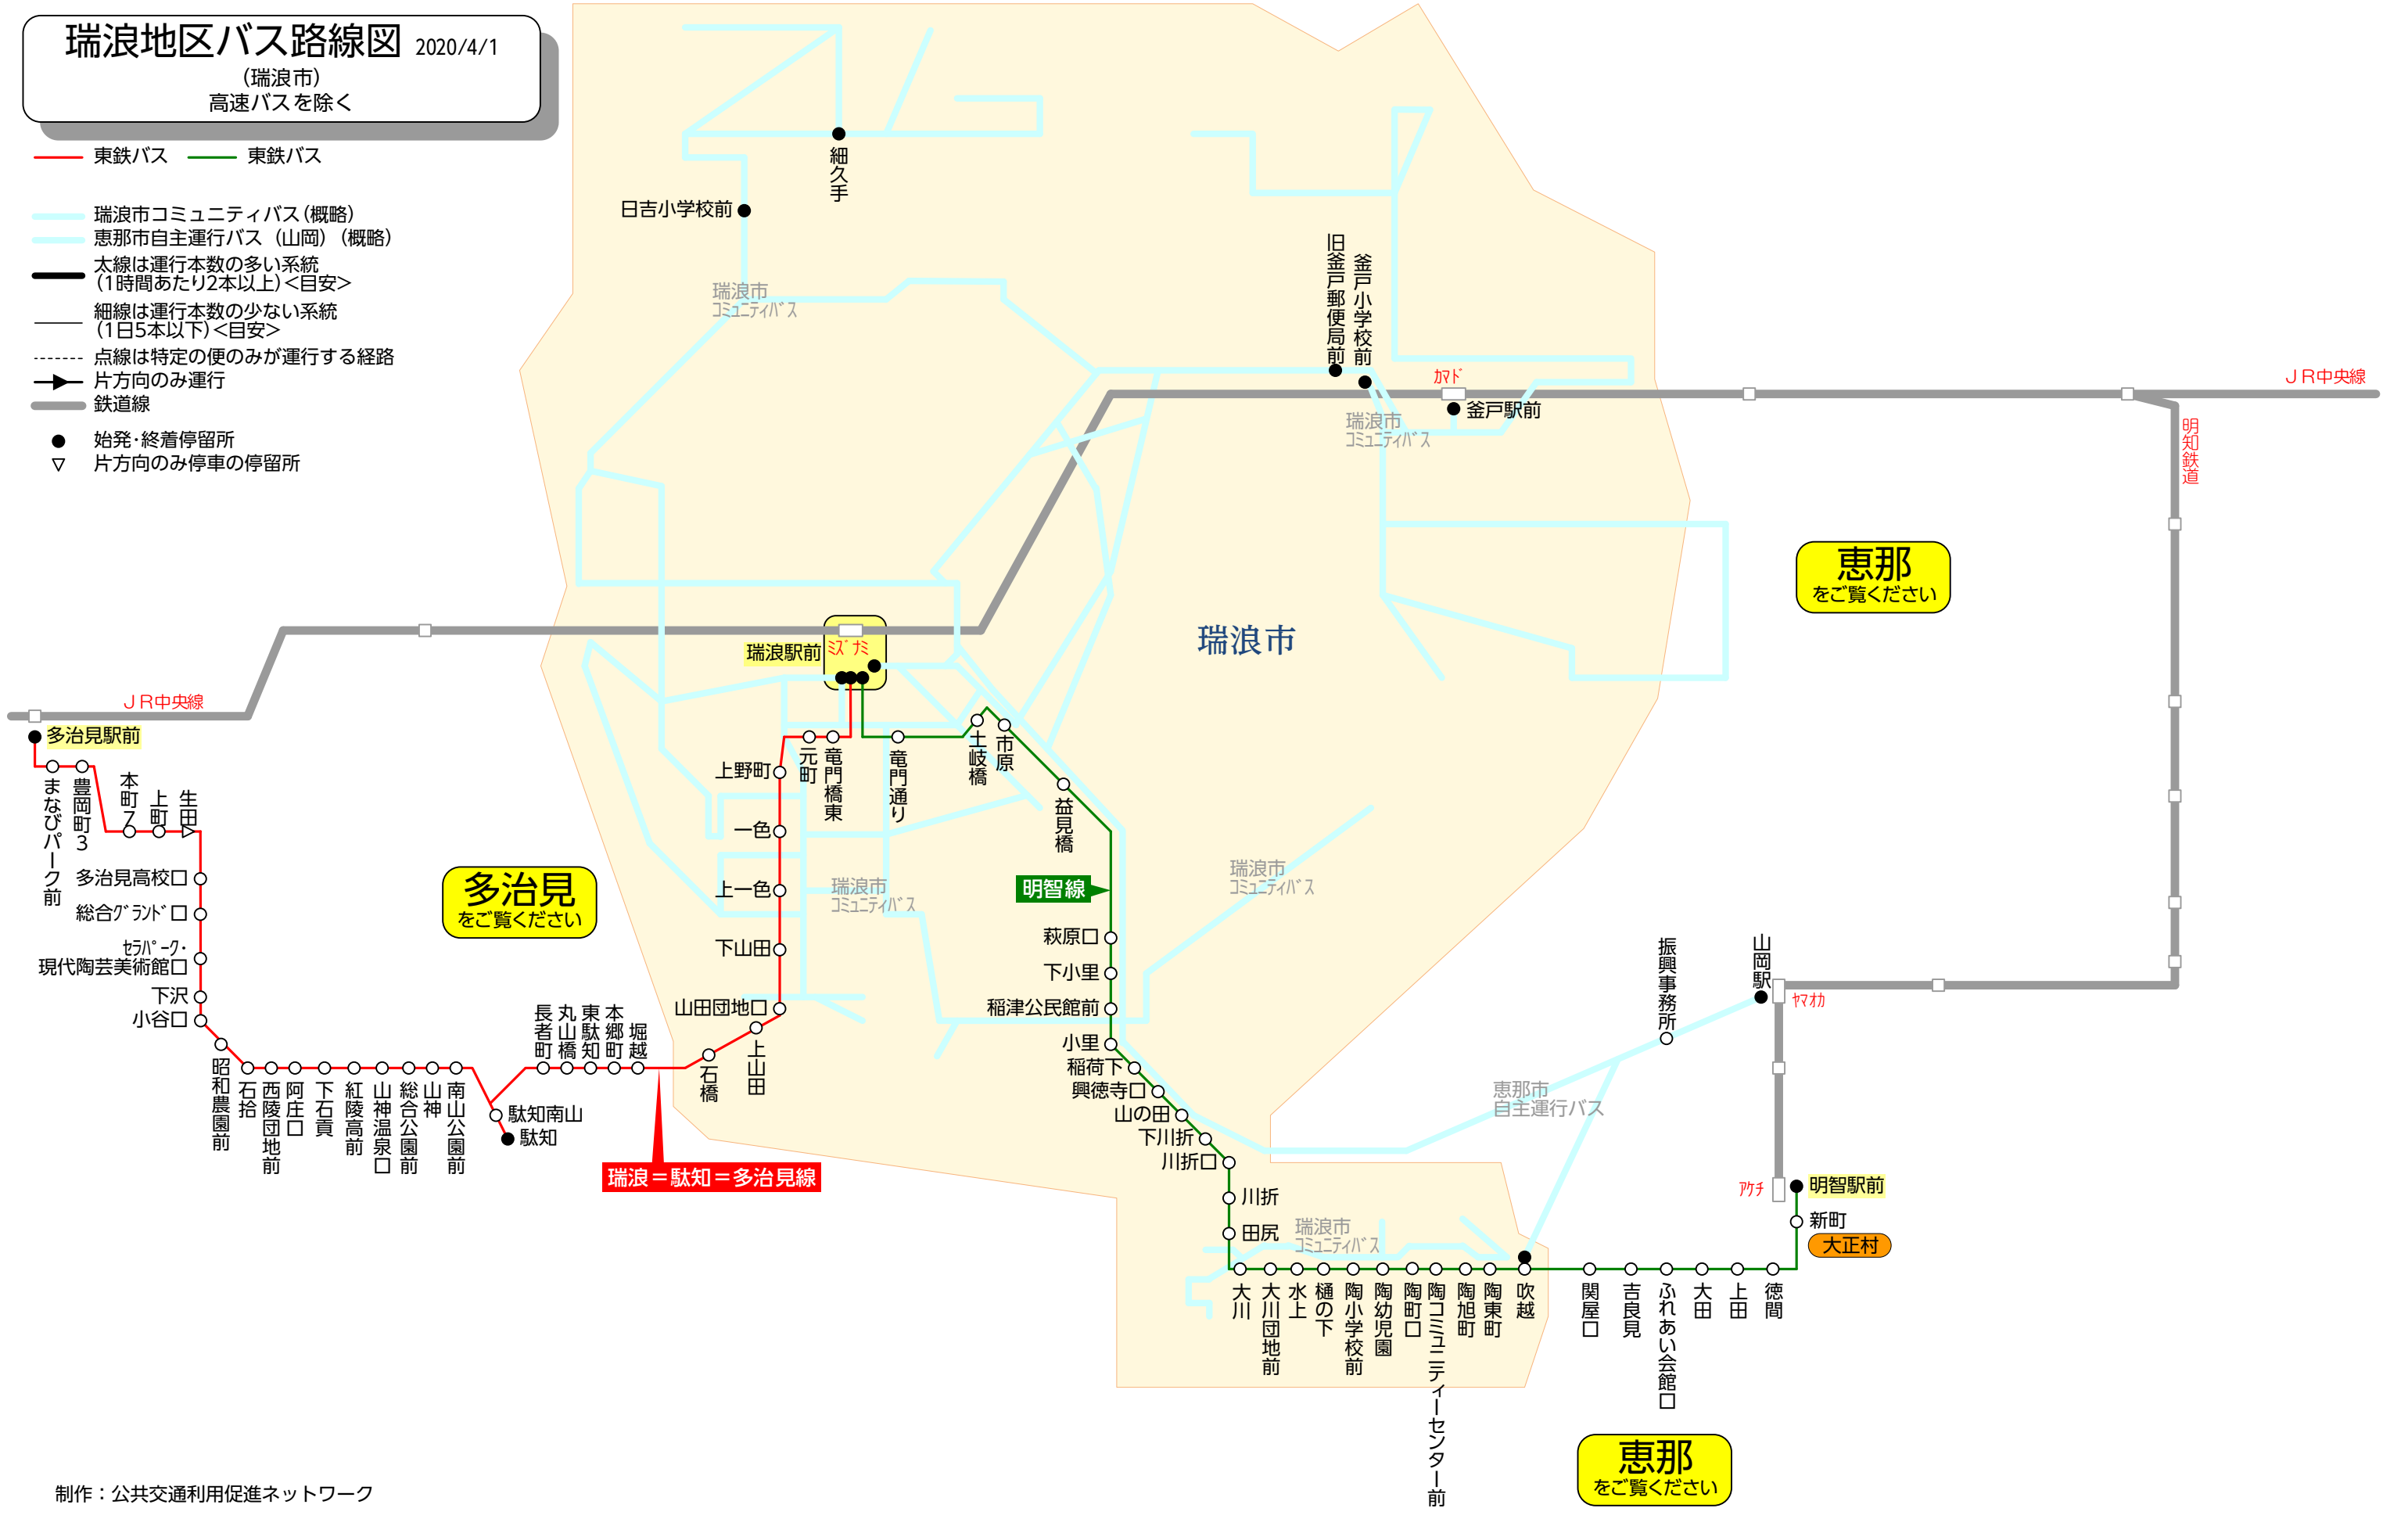 瑞浪地区バス路線図 2020/4/1
(瑞浪市)
高速バスを除く
東鉄バス
東鉄バス
瑞浪市コミュニティバス(概略)
恵那市自主運行バス(山岡)(概略)
太線は運行本数の多い系統
(1時間あたり2本以上)<目安>
細線は運行本数の少ない系統
(1日5本以下)<目安>
点線は特定の便のみが運行する経路
片方向のみ運行
鉄道線
始発・終着停留所
片方向のみ停車の停留所
細久手
日吉小学校前
瑞浪市
コミュニティバス
旧釜戸郵便局前
釜戸小学校前
カマド
釜戸駅前
瑞浪市
コミュニティバス
JR中央線
明知鉄道
恵那
をご覧ください
瑞浪市
瑞浪駅前
ミズナミ
JR中央線
多治見駅前
まなびパーク前
豊岡町3
本町7
上町
生田
多治見高校口
総合グランド口
セラパーク・
現代陶芸美術館口
下沢
小谷口
昭和農園前
石拾
西陵団地前
阿庄口
下石貢
紅陵高前
山神温泉口
総合公園前
山神
南山公園前
駄知南山
駄知
長者町
丸山橋
東駄知
本郷町
堀越
瑞浪=駄知=多治見線
石橋
上山田
山田団地口
下山田
上一色
一色
上野町
元町
竜門橋東
多治見
をご覧ください
瑞浪市
コミュニティバス
竜門通り
土岐橋
市原
益見橋
明智線
萩原口
下小里
稲津公民館前
小里
稲荷下
興徳寺口
山の田
下川折
川折口
川折
田尻
瑞浪市
コミュニティバス
瑞浪市
コミュニティバス
大川
大川団地前
水上
樋の下
陶小学校前
陶幼児園
陶町口
陶コミュニティーセンター前
陶旭町
陶東町
吹越
関屋口
吉良見
ふれあい会館口
大田
上田
徳間
恵那市
自主運行バス
振興事務所
山岡駅
ヤマオカ
アケチ
明智駅前
新町
大正村
恵那
をご覧ください
制作:公共交通利用促進ネットワーク